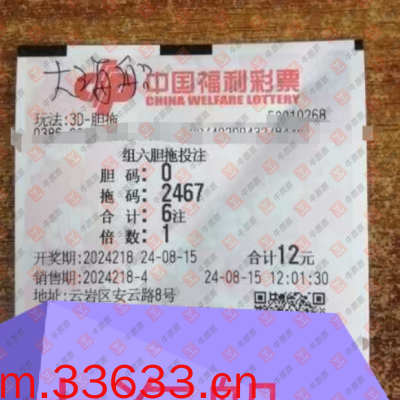 中国福利彩票
CHINA WELFARE LOTTERY
玩法:3D-胆拖
组六胆拖投注
胆码:0
拖码:2467
合计:6注
倍数:1
开奖期:2024218 24-08-15 合计12元
销售期:2024218-4 24-08-15 12:01:30
地址:云岩区安云路8号
m.33633.cn